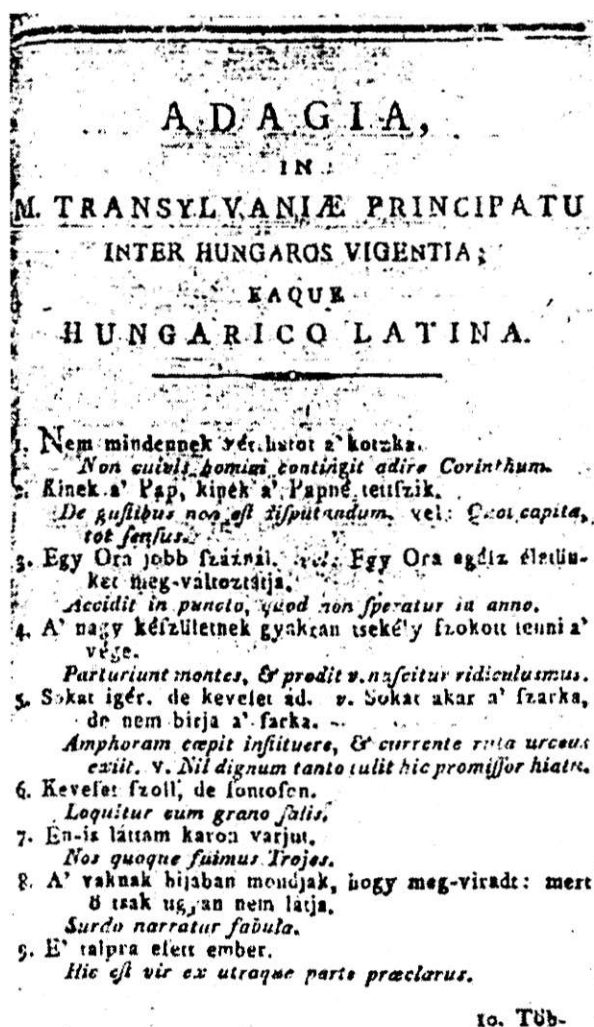 ADAGIA,
IN
M. TRANSYLVANIÆ PRINCIPATU
INTER HUNGAROS VIGENTIA;
EAQUE
HUNGARICO LATINA.
1. Nem mindennek vét hatot a' kotzka.
Non cuivis homini contingit adire Corinthum.
2. Kinek a' Pap, kinek a' Papné tettſzik.
De guſtibus non eſt diſputandum. vel: Quot capita,
tot ſenſus.
3. Egy Ora jobb ſzáznál. vel: Egy Ora egéſz életün-
ket meg-változtatja.
Accidit in puncto, quod non ſperatur in anno.
4. A' nagy kéſzületnek gyakran tsekély ſzokott lenni a'
vége.
Parturiunt montes, & prodit v. naſcitur ridiculusmus.
5. Sokat igér, de keveſet ád. v. Sokat akar a' ſzarka,
de nem birja a' farka.
Amphoram cœpit inſtituere, & currente rota urceus
exiit. v. Nil dignum tanto tulit hic promiſſor hiatu.
6. Keveſet ſzoll, de fontoſon.
Loquitur cum grano ſalis.
7. En-is láttam karon varjut.
Nos quoque fuimus Trojes.
8. A' vaknak hijában mondják, hogy meg-viradt: mert
ő tsak ugyan nem látja.
Surdo narratur fabula.
9. E' talpra eſett ember.
Hic eſt vir ex utraque parte præclarus.
10. Töb-